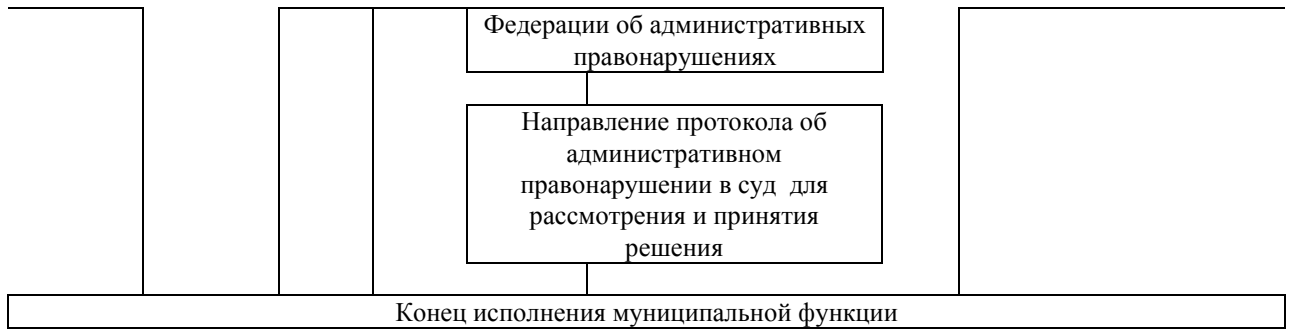 Федерации об административных
правонарушениях
Направление протокола об
административном
правонарушении в суд  для
рассмотрения и принятия
решения
Конец исполнения муниципальной функции